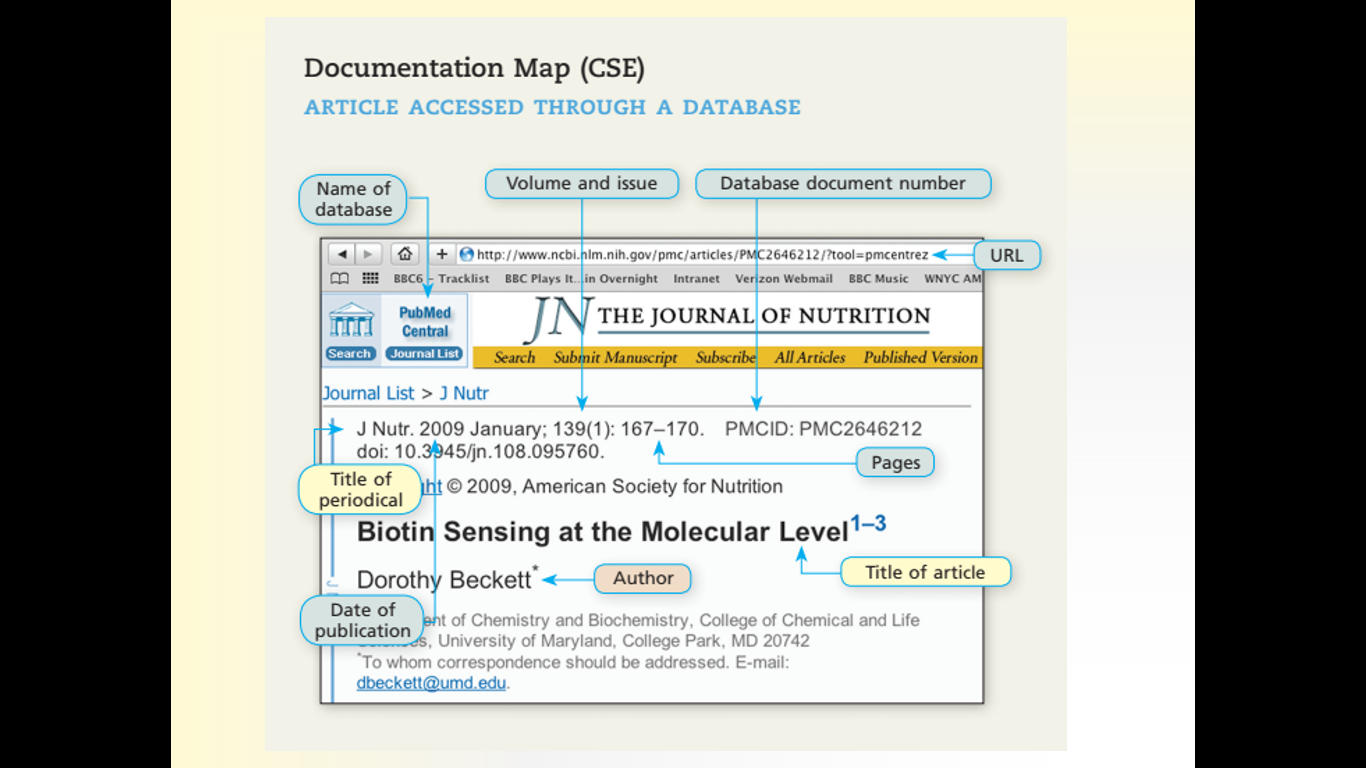 Documentation Map (CSE)
ARTICLE ACCESSED THROUGH A DATABASE
Name of
database
Volume and issue
Database document number
http://www.ncbi.nlm.nih.gov/pmc/articles/PMC2646212/?tool=pmcentrez
URL
BBC6 – Tracklist BBC Plays It...in Overnight Intranet Verizon Webmail BBC Music WNYC AM
PubMed
Central
Search Journal List
JN THE JOURNAL OF NUTRITION
Search Submit Manuscript Subscribe All Articles Published Version
Journal List > J Nutr
J Nutr. 2009 January; 139(1): 167–170. PMCID: PMC2646212
doi: 10.3945/jn.108.095760.
Pages
Title of
periodical
© 2009, American Society for Nutrition
Biotin Sensing at the Molecular Level1–3
Title of article
Dorothy Beckett*
Author
Date of
publication
of Chemistry and Biochemistry, College of Chemical and Life
Sciences, University of Maryland, College Park, MD 20742
*To whom correspondence should be addressed. E-mail:
dbeckett@umd.edu.